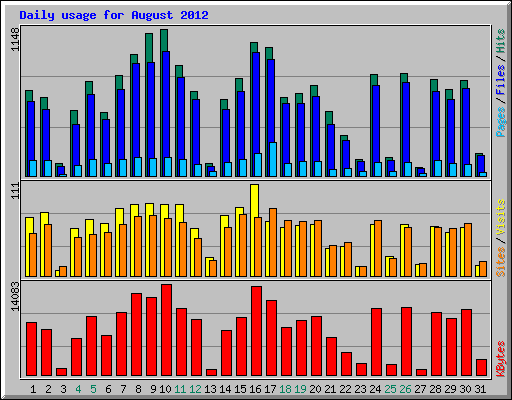 Daily usage for August 2012
1148
Pages / Files / Hits
111
Sites / Visits
14083
KBytes
1 2 3 4 5 6 7 8 9 10 11 12 13 14 15 16 17 18 19 20 21 22 23 24 25 26 27 28 29 30 31